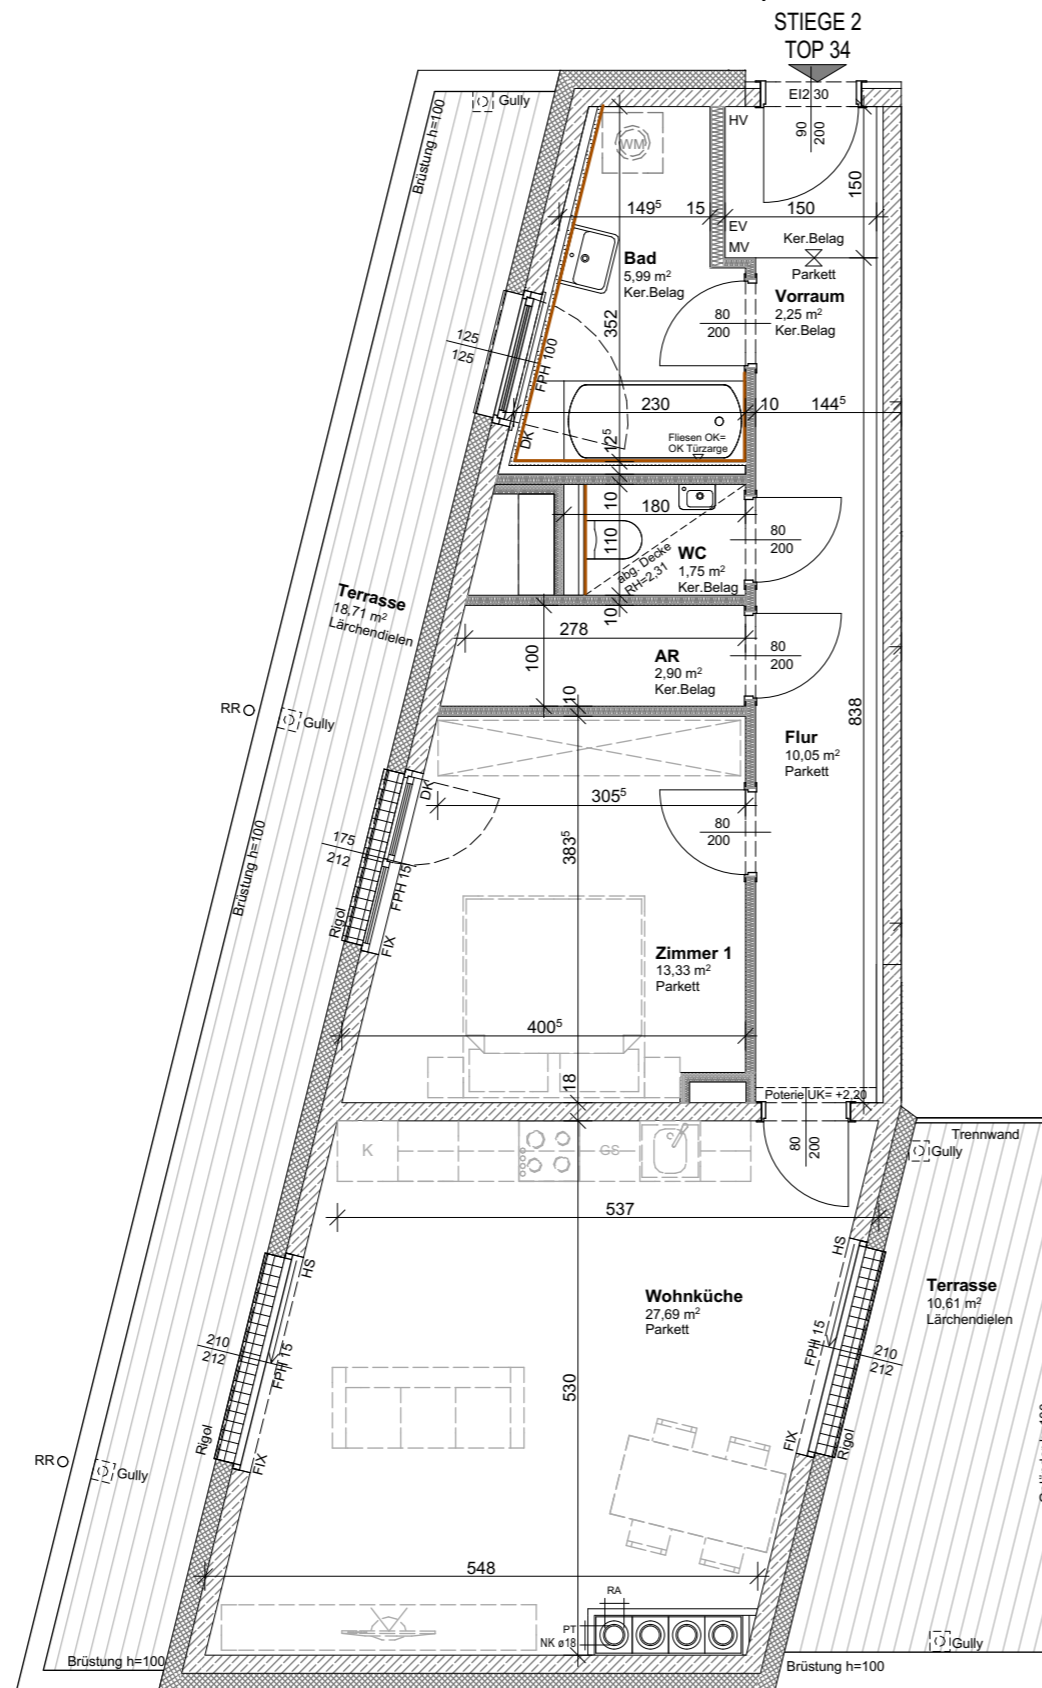 STIEGE 2
TOP 34
EI2 30
90
200
Gully
Brüstung h=100
HV
WM
150
149⁵
15
150
EV
MV
Ker.Belag
Parkett
Bad
5,99 m²
Ker.Belag
Vorraum
2,25 m²
Ker.Belag
352
80
200
125
125
FPH 100
DK
230
10
144⁵
Fliesen OK=
OK Türzarge
12⁵
10
180
110
WC
1,75 m²
Ker.Belag
abg. Decke
RH=2,31
80
200
Terrasse
18,71 m²
Lärchendielen
10
278
100
AR
2,90 m²
Ker.Belag
80
200
10
RR
Gully
838
Flur
10,05 m²
Parkett
DK
305⁵
383⁵
80
200
175
212
FPH 15
Brüstung h=100
Rigol
FIX
Zimmer 1
13,33 m²
Parkett
400⁵
18
Poterie UK= +2,20
80
200
K
GS
Trennwand
Gully
537
HS
HS
Wohnküche
27,69 m²
Parkett
Terrasse
10,61 m²
Lärchendielen
210
212
FPH 15
FPH 15
210
212
530
Rigol
FIX
FIX
Rigol
RR
Gully
548
RA
PT
NK ø18
Gully
Brüstung h=100
Brüstung h=100